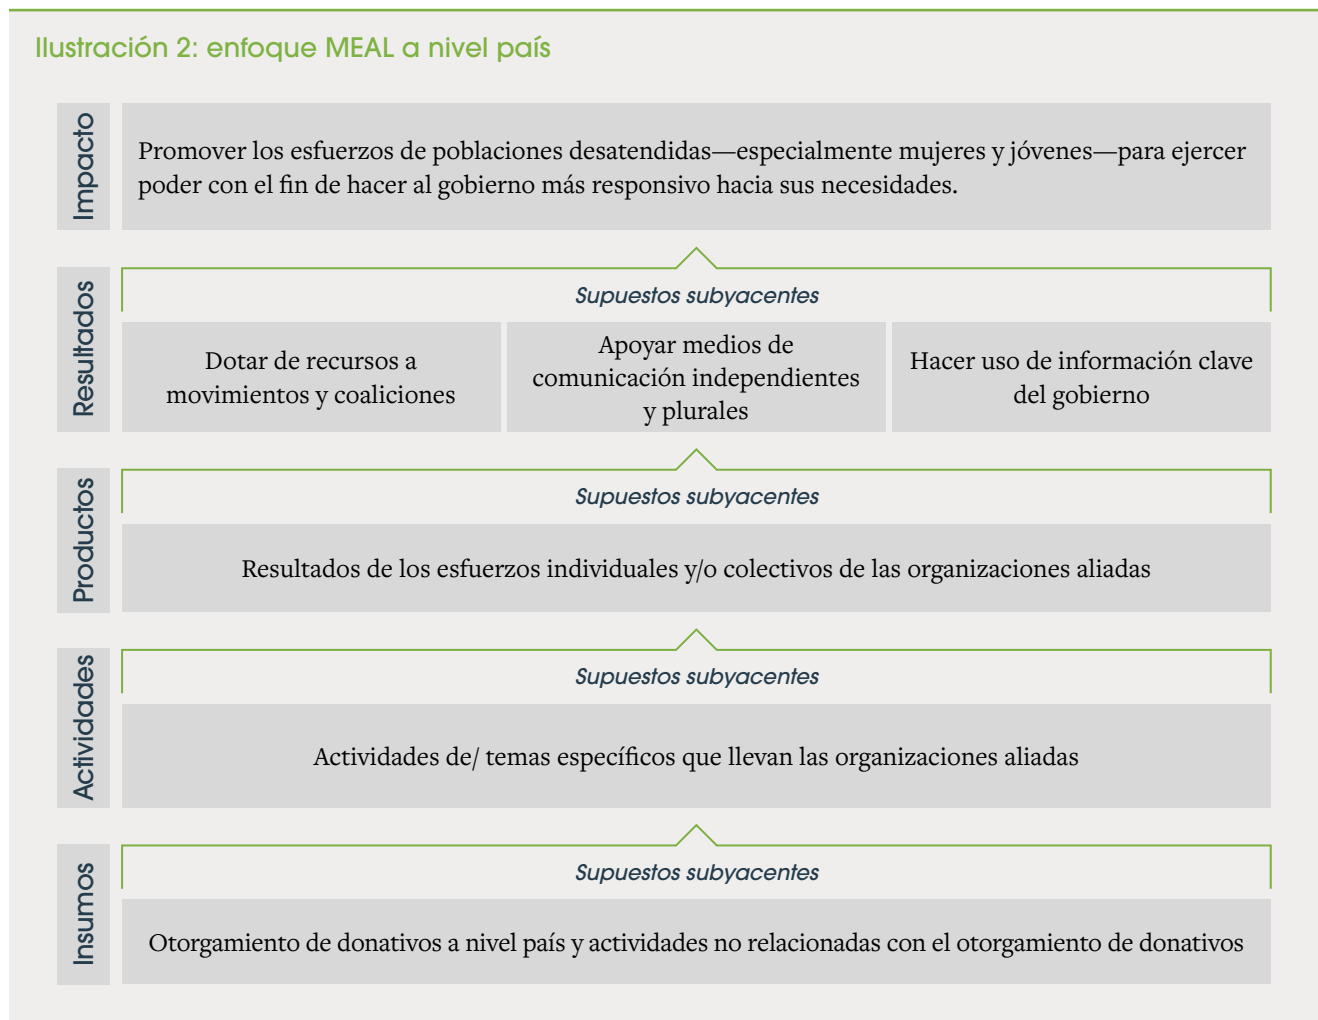 Ilustración 2: enfoque MEAL a nivel país
Impacto
Promover los esfuerzos de poblaciones desatendidas—especialmente mujeres y jóvenes—para ejercer
poder con el fin de hacer al gobierno más responsivo hacia sus necesidades.
Resultados
Supuestos subyacentes
Dotar de recursos a
movimientos y coaliciones
Apoyar medios de
comunicación independientes
y plurales
Hacer uso de información clave
del gobierno
Productos
Supuestos subyacentes
Resultados de los esfuerzos individuales y/o colectivos de las organizaciones aliadas
Actividades
Supuestos subyacentes
Actividades de/ temas específicos que llevan las organizaciones aliadas
Insumos
Supuestos subyacentes
Otorgamiento de donativos a nivel país y actividades no relacionadas con el otorgamiento de donativos